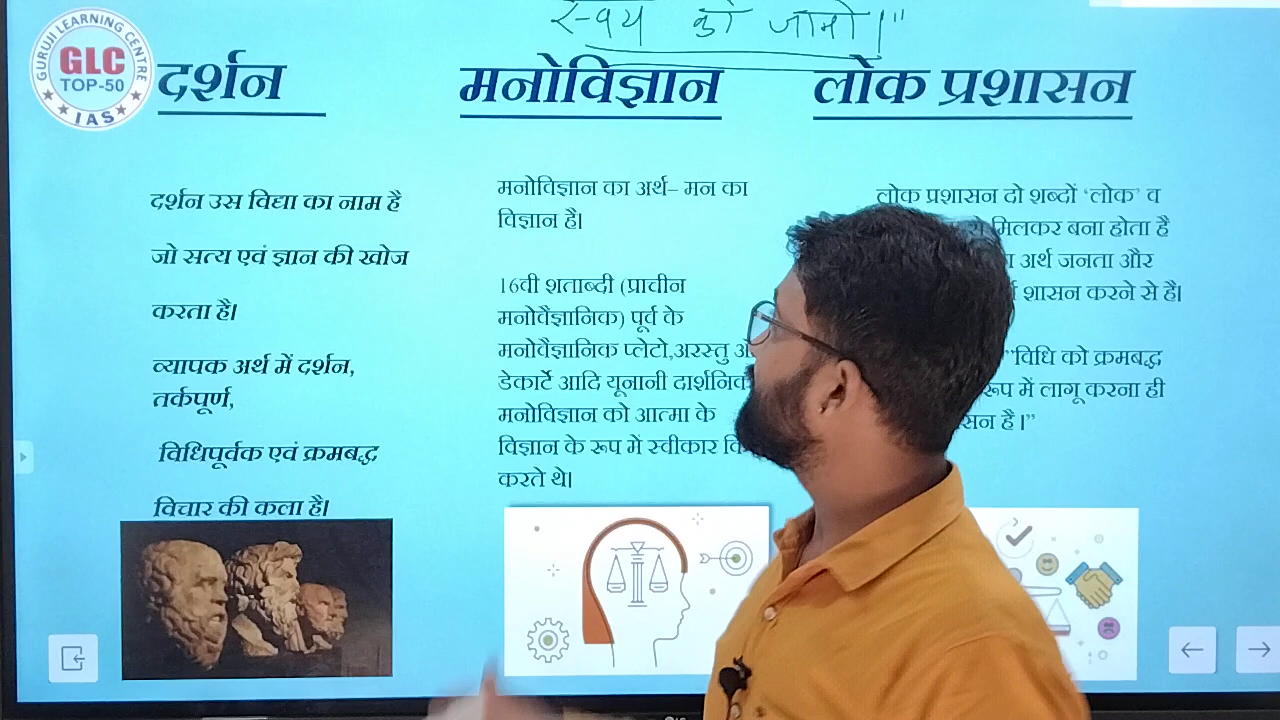 स्वयं को जानो।"
GURUJI LEARNING CENTRE
GLC
TOP-50
IAS
दर्शन
दर्शन उस विद्या का नाम है
जो सत्य एवं ज्ञान की खोज
करता है।
व्यापक अर्थ में दर्शन,
तर्कपूर्ण,
विधिपूर्वक एवं क्रमबद्ध
विचार की कला है।
मनोविज्ञान
मनोविज्ञान का अर्थ– मन का
विज्ञान है।
16वी शताब्दी (प्राचीन
मनोवैज्ञानिक) पूर्व के
मनोवैज्ञानिक प्लेटो,अरस्तु
डेकार्टे आदि यूनानी दार्शनिक
मनोविज्ञान को आत्मा के
विज्ञान के रूप में स्वीकार
करते थे।
लोक प्रशासन
लोक प्रशासन दो शब्दों ‘लोक’ व
मिलकर बना होता है
अर्थ जनता और
शासन करने से है।
"विधि को क्रमबद्ध
रूप में लागू करना ही
है।”